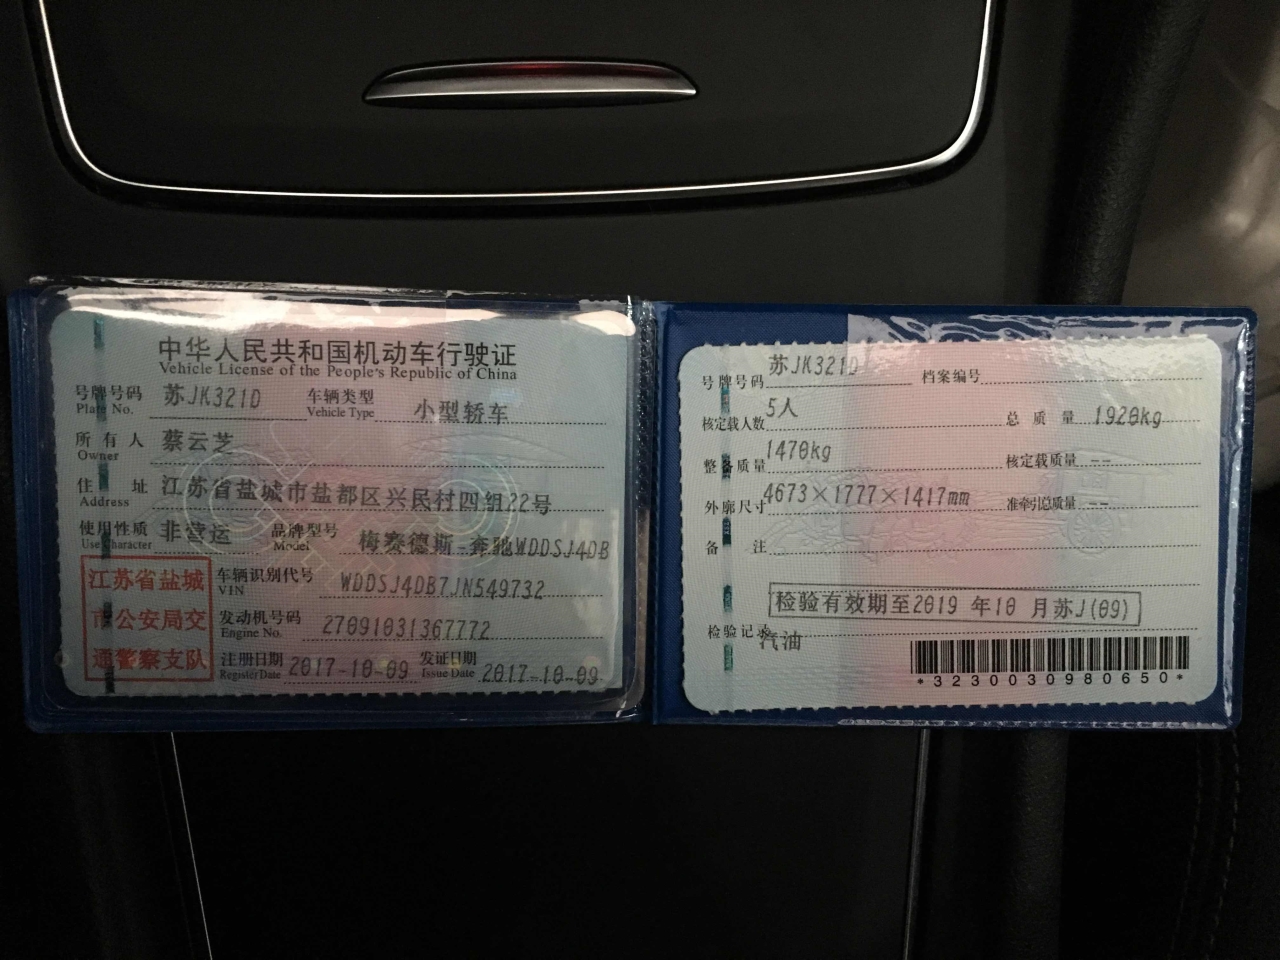 中华人民共和国机动车行驶证
Vehicle License of the People's Republic of China
号牌号码 苏JK321D 车辆类型 小型轿车
Plate No. Vehicle Type
所有人 蔡云芝
Owner
住址 江苏省盐城市盐都区兴民村四组22号
Address
使用性质 非营运 品牌型号 梅赛德斯-奔驰WDDSJ4DB
Use Character Model
江苏省盐城
市公安局交
通警察支队
车辆识别代号 WDDSJ4DB7JN549732
VIN
发动机号码 27091031367772
Engine No.
注册日期 2017-10-09 发证日期 2017-10-09
Register Date Issue Date
号牌号码 苏JK321D 档案编号
核定载人数 5人 总质量 1920kg
整备质量 1470kg 核定载质量 --
外廓尺寸 4673×1777×1417mm 准牵引总质量 --
备注
检验有效期至2019 年10 月苏J(09)
检验记录
汽油
*3230030980650*